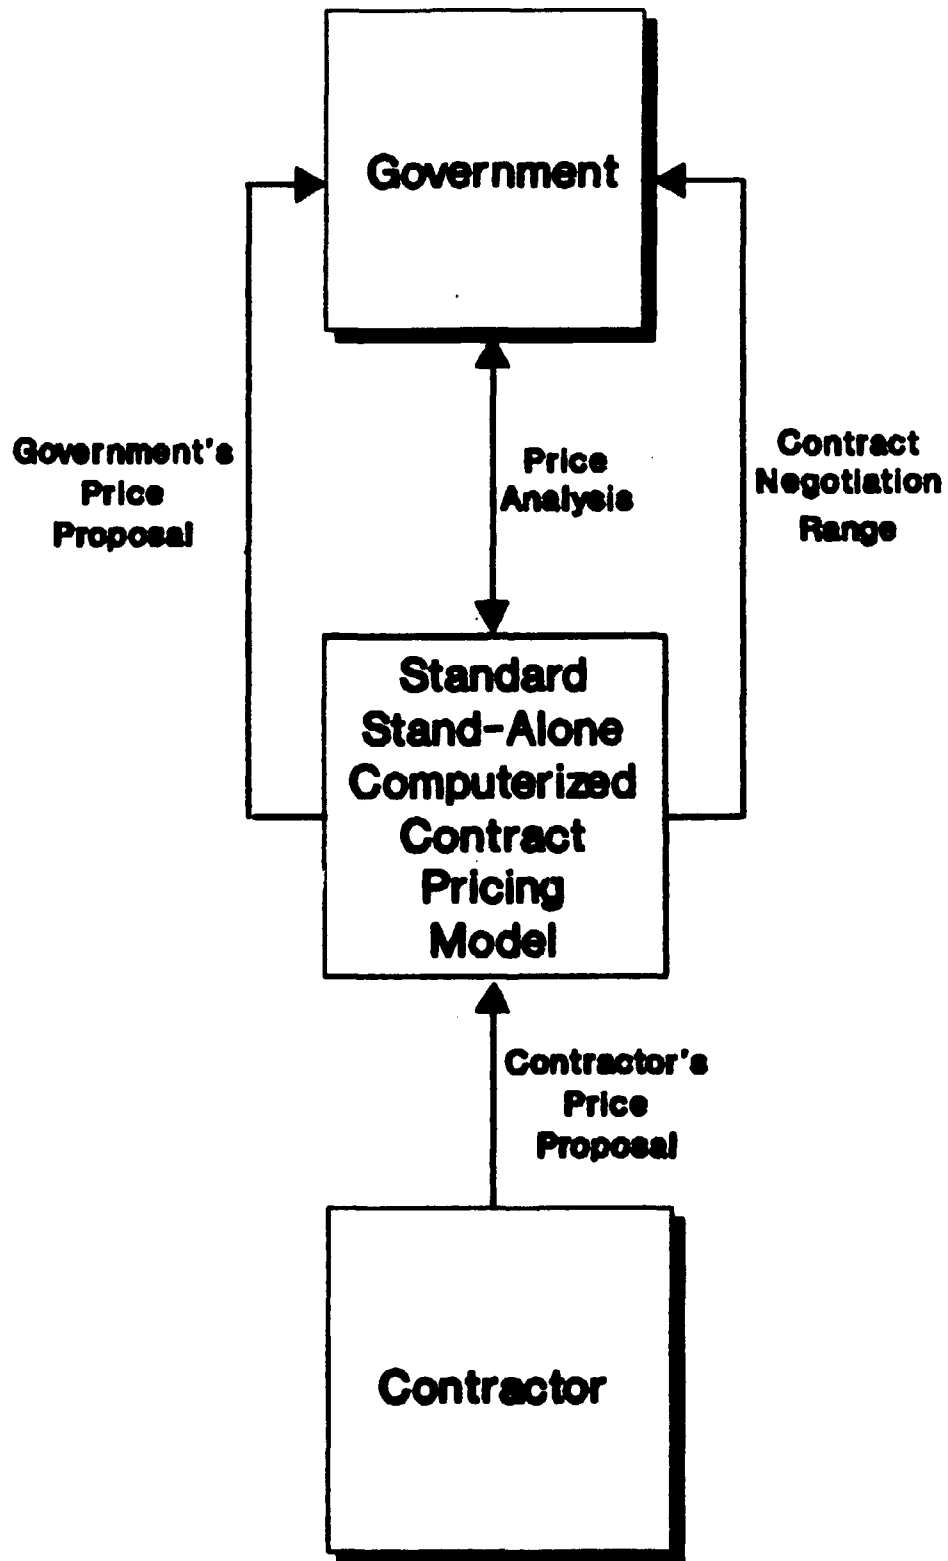 Government
Government's
Price
Proposal
Price
Analysis
Contract
Negotiation
Range
Standard
Stand-Alone
Computerized
Contract
Pricing
Model
Contractor's
Price
Proposal
Contractor